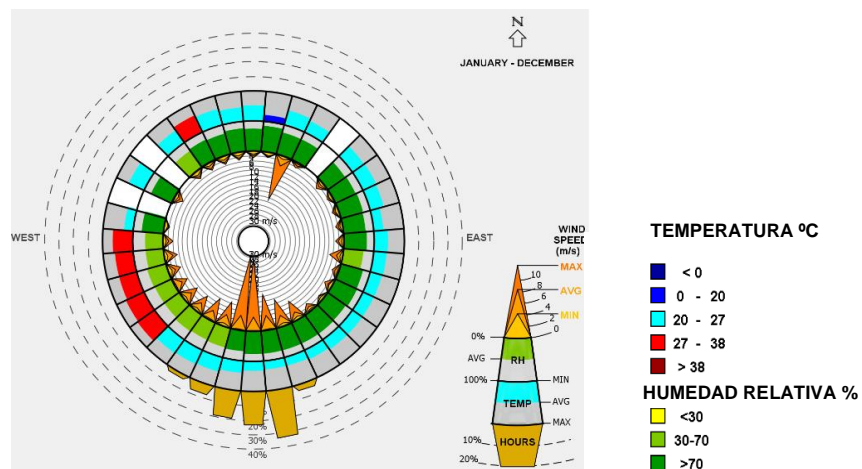 N
JANUARY - DECEMBER
WEST
EAST
30 m/s
30 m/s
20%
30%
40%
WIND
SPEED
(m/s)
MAX
10
8
AVG
6
4
MIN
2
0
0%
AVG
RH
100%
MIN
TEMP
AVG
MAX
HOURS
10%
20%
TEMPERATURA ºC
< 0
0 - 20
20 - 27
27 - 38
> 38
HUMEDAD RELATIVA %
<30
30-70
>70